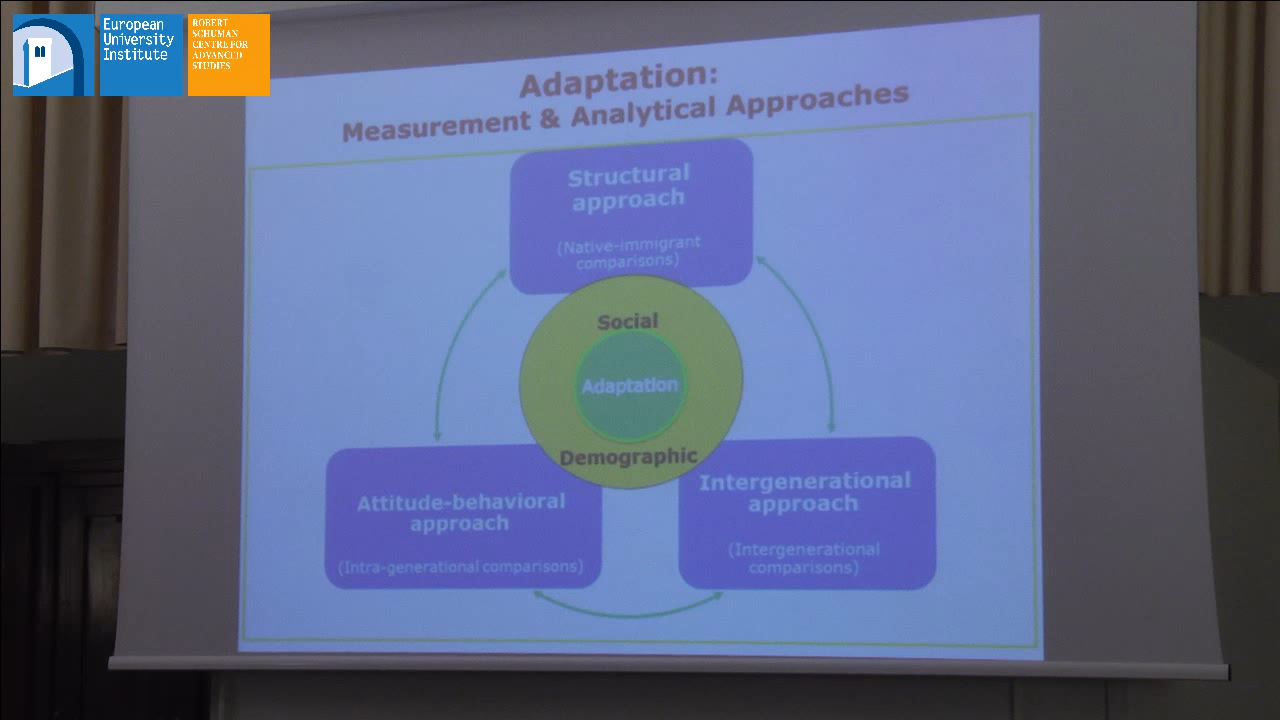 European
University
Institute
ROBERT
SCHUMAN
CENTRE FOR
ADVANCED
STUDIES
Adaptation:
Measurement & Analytical Approaches
Structural
approach
(Native-immigrant
comparisons)
Social
Adaptation
Demographic
Attitude-behavioral
approach
(Intra-generational comparisons)
Intergenerational
approach
(Intergenerational
comparisons)